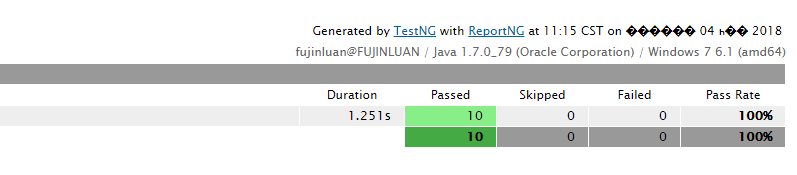 Generated by TestNG with ReportNG at 11:15 CST on ������ 04 һ�� 2018
fujinluan@FUJINLUAN / Java 1.7.0_79 (Oracle Corporation) / Windows 7 6.1 (amd64)
Duration Passed Skipped Failed Pass Rate
1.251s 10 0 0 100%
10 0 0 100%